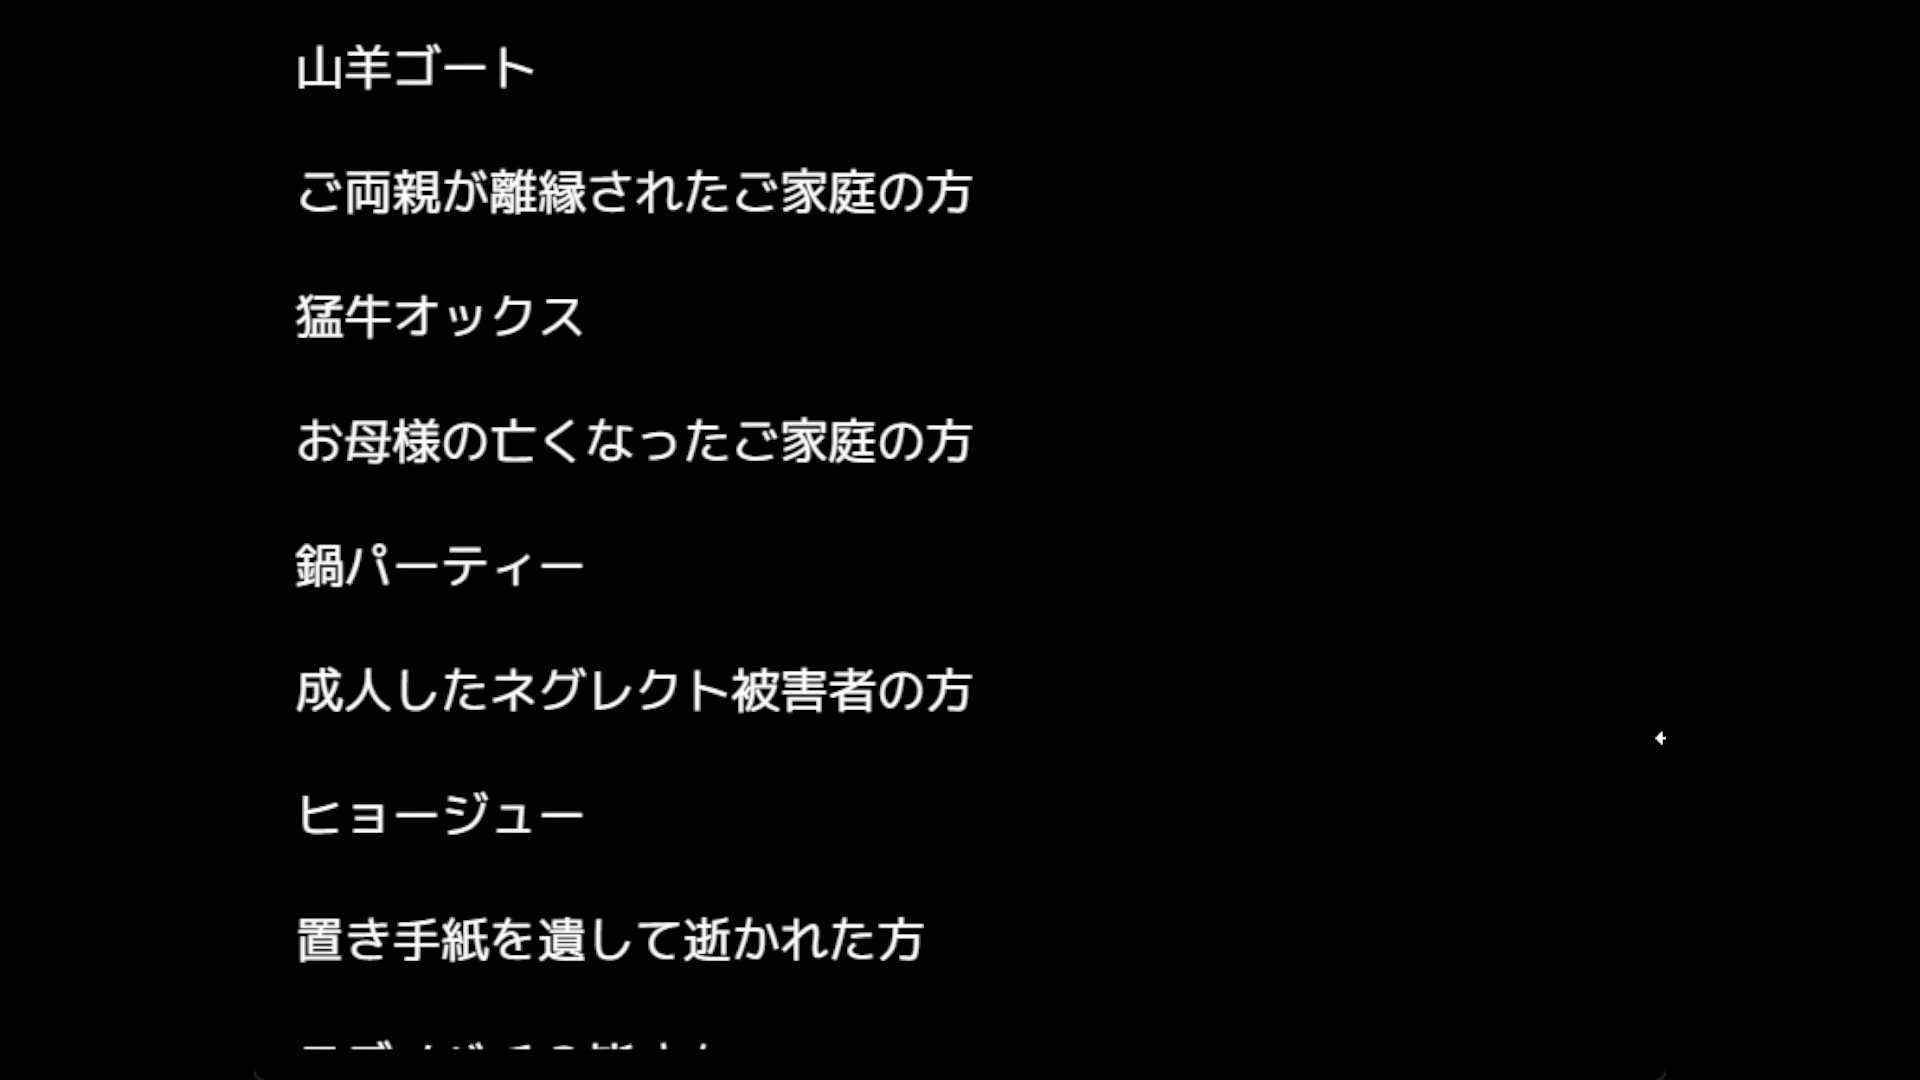 山羊ゴート
ご両親が離縁されたご家庭の方
猛牛オックス
お母様の亡くなったご家庭の方
鍋パーティー
成人したネグレクト被害者の方
ヒョージュー
置き手紙を遺して逝かれた方